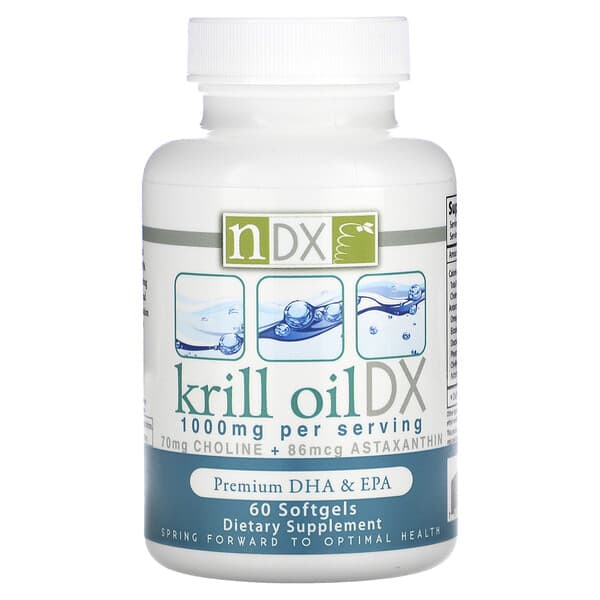 nDX
krill oilDX
1000mg per serving
70mg CHOLINE + 86mcg ASTAXANTHIN
Premium DHA & EPA
60 Softgels
Dietary Supplement
SPRING FORWARD TO OPTIMAL HEALTH